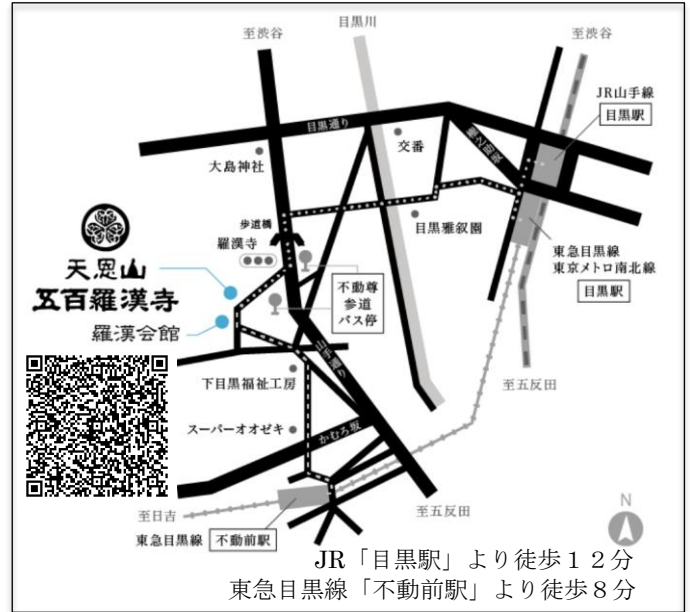 至渋谷
目黒川
至渋谷
JR山手線
目黒駅
目黒通り
権之助坂
交番
大島神社
歩道橋
羅漢寺
目黒雅叙園
東急目黒線
東京メトロ南北線
目黒駅
天恩山
五百羅漢寺
羅漢会館
不動尊
参道
バス停
山手通り
下目黒福祉工房
至五反田
スーパーオオゼキ
かむろ坂
至日吉
至五反田
東急目黒線
不動前駅
N
JR「目黒駅」より徒歩１２分
東急目黒線「不動前駅」より徒歩８分